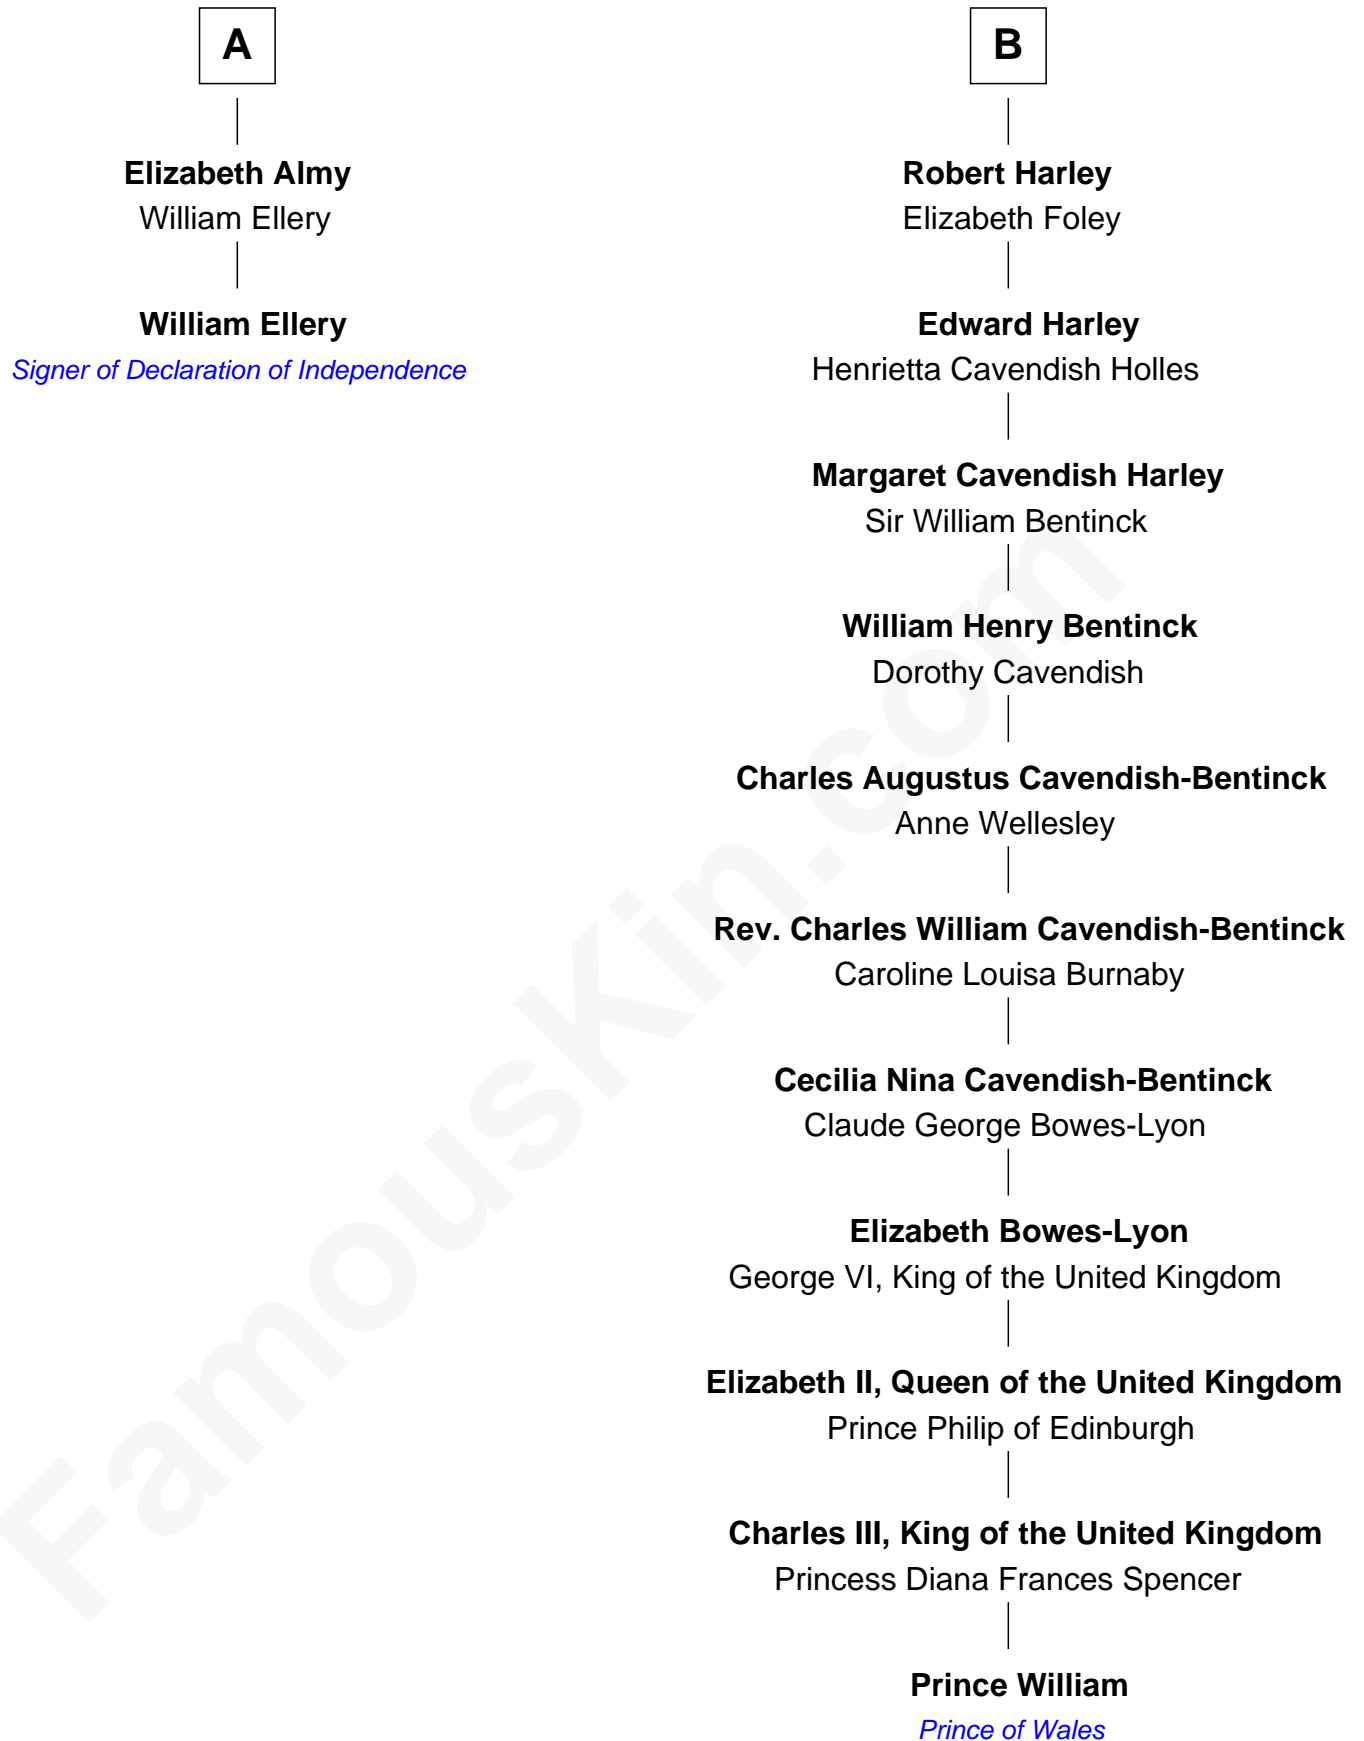 A
Elizabeth Almy
William Ellery
William Ellery
Signer of Declaration of Independence
B
Robert Harley
Elizabeth Foley
Edward Harley
Henrietta Cavendish Holles
Margaret Cavendish Harley
Sir William Bentinck
William Henry Bentinck
Dorothy Cavendish
Charles Augustus Cavendish-Bentinck
Anne Wellesley
Rev. Charles William Cavendish-Bentinck
Caroline Louisa Burnaby
Cecilia Nina Cavendish-Bentinck
Claude George Bowes-Lyon
Elizabeth Bowes-Lyon
George VI, King of the United Kingdom
Elizabeth II, Queen of the United Kingdom
Prince Philip of Edinburgh
Charles III, King of the United Kingdom
Princess Diana Frances Spencer
Prince William
Prince of Wales
FamousKin.com